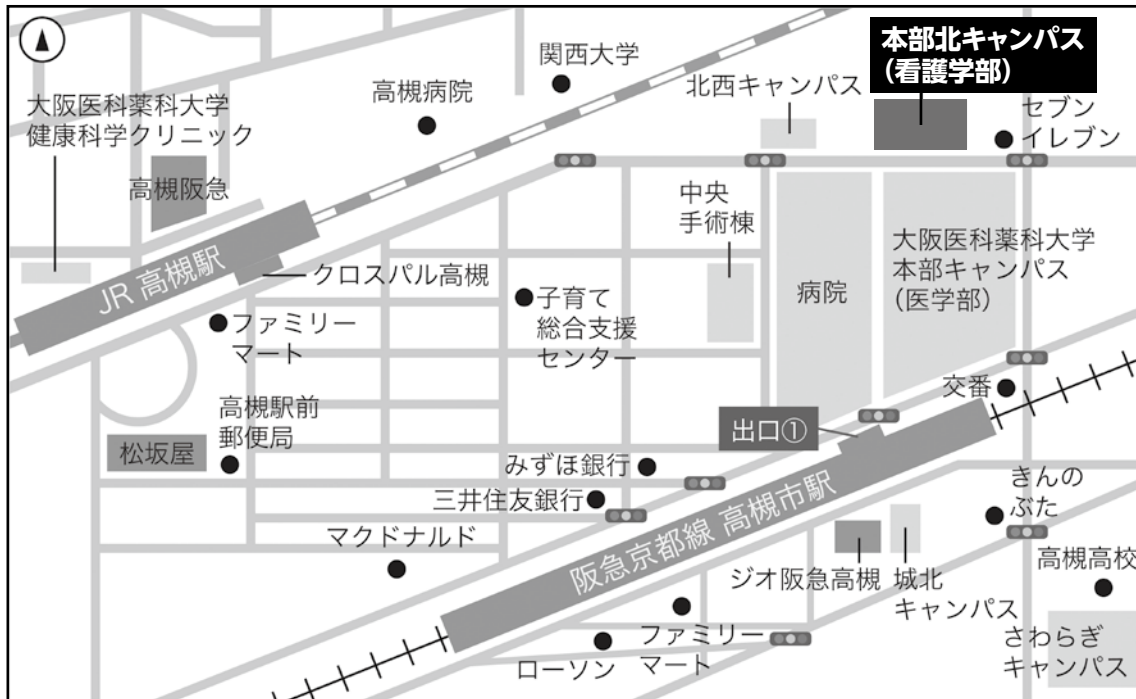 本部北キャンパス
（看護学部）
関西大学
高槻病院
北西キャンパス
セブン
イレブン
大阪医科薬科大学
健康科学クリニック
高槻阪急
中央
手術棟
大阪医科薬科大学
本部キャンパス
（医学部）
病院
JR 高槻駅
クロスパル高槻
子育て
総合支援
センター
ファミリー
マート
交番
高槻駅前
郵便局
出口①
松坂屋
みずほ銀行
三井住友銀行
きんの
ぶた
マクドナルド
阪急京都線 高槻市駅
高槻高校
ジオ阪急高槻
城北
キャンパス
ファミリー
マート
ローソン
さわらぎ
キャンパス